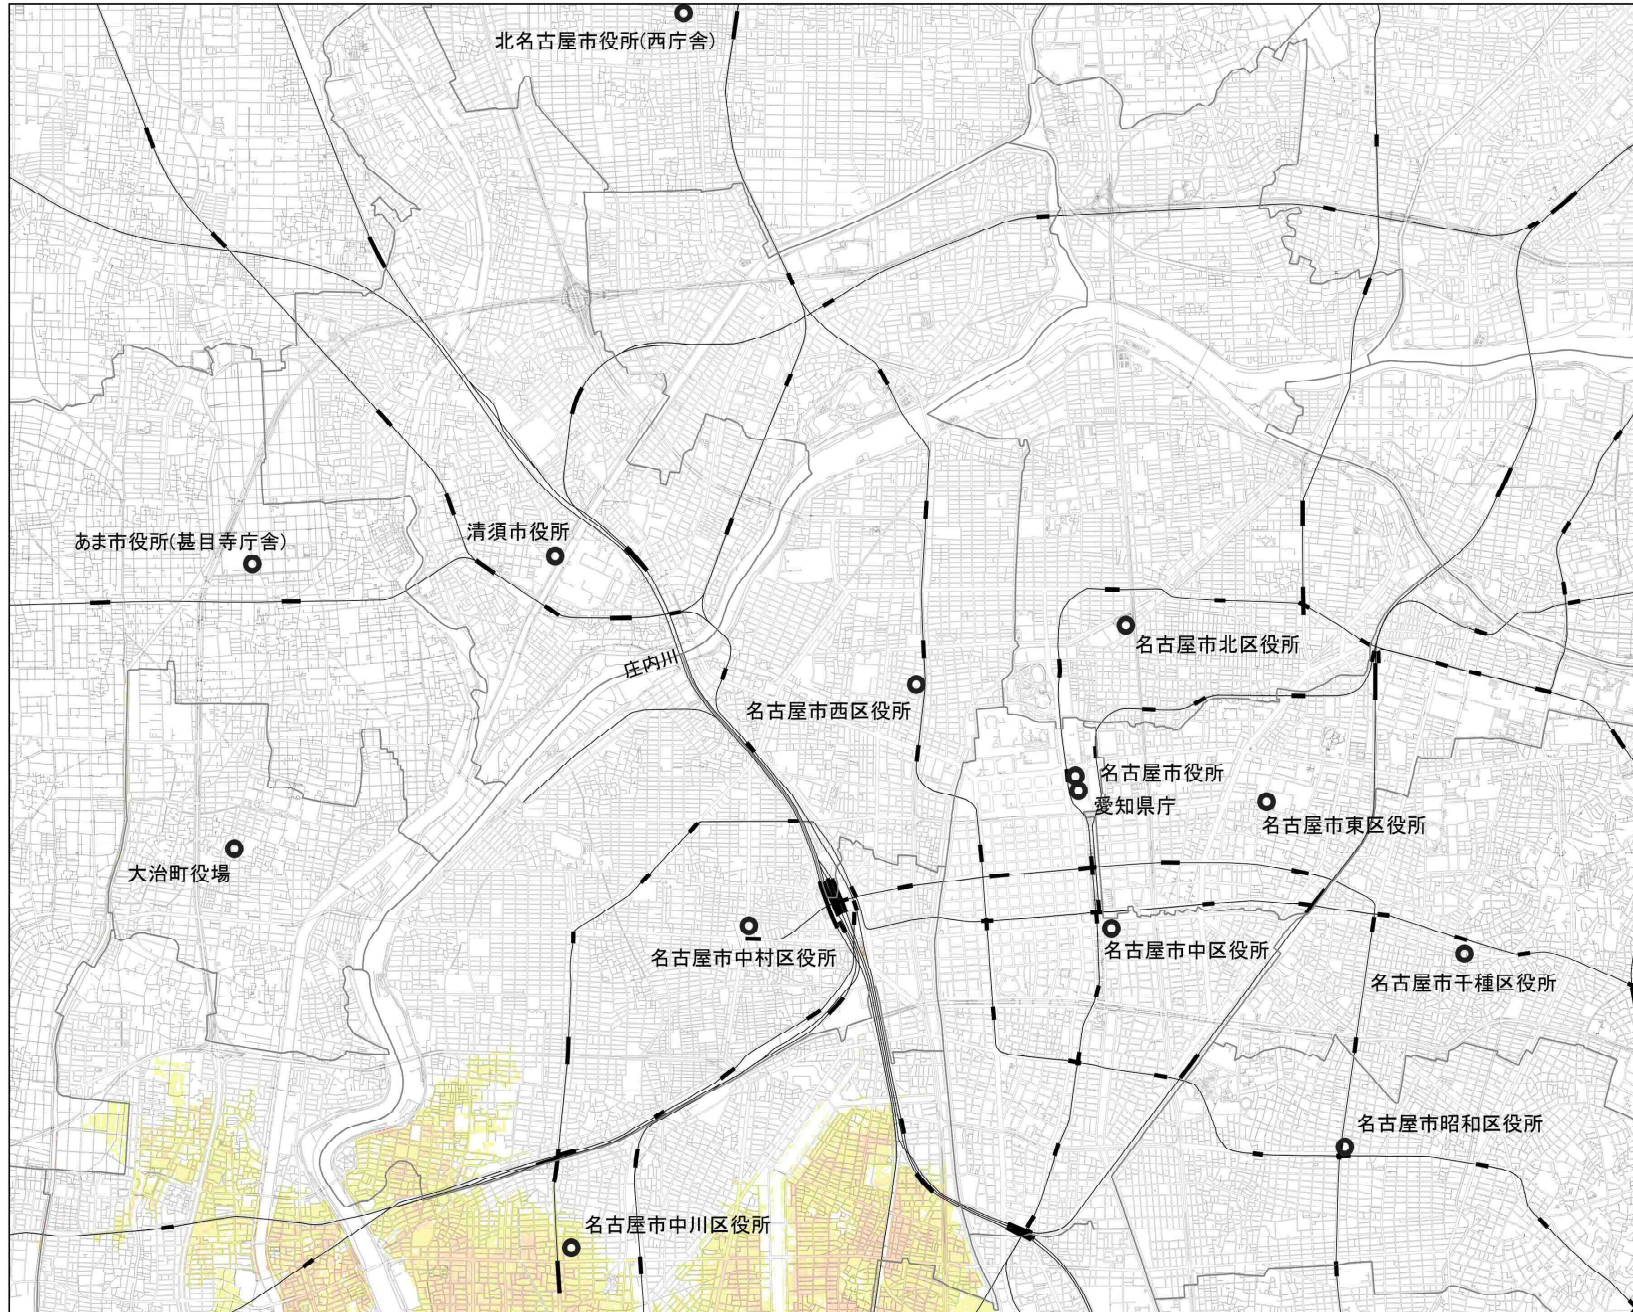 北名古屋市役所(西庁舎)
清須市役所
あま市役所(甚目寺庁舎)
名古屋市北区役所
庄内川
名古屋市西区役所
名古屋市役所
愛知県庁
名古屋市東区役所
大治町役場
名古屋市中区役所
名古屋市中村区役所
名古屋市千種区役所
名古屋市昭和区役所
名古屋市中川区役所